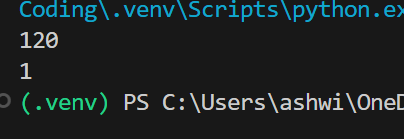 Coding\.venv\Scripts\python.ex
120
1
(.venv) PS C:\Users\ashwi\OneD